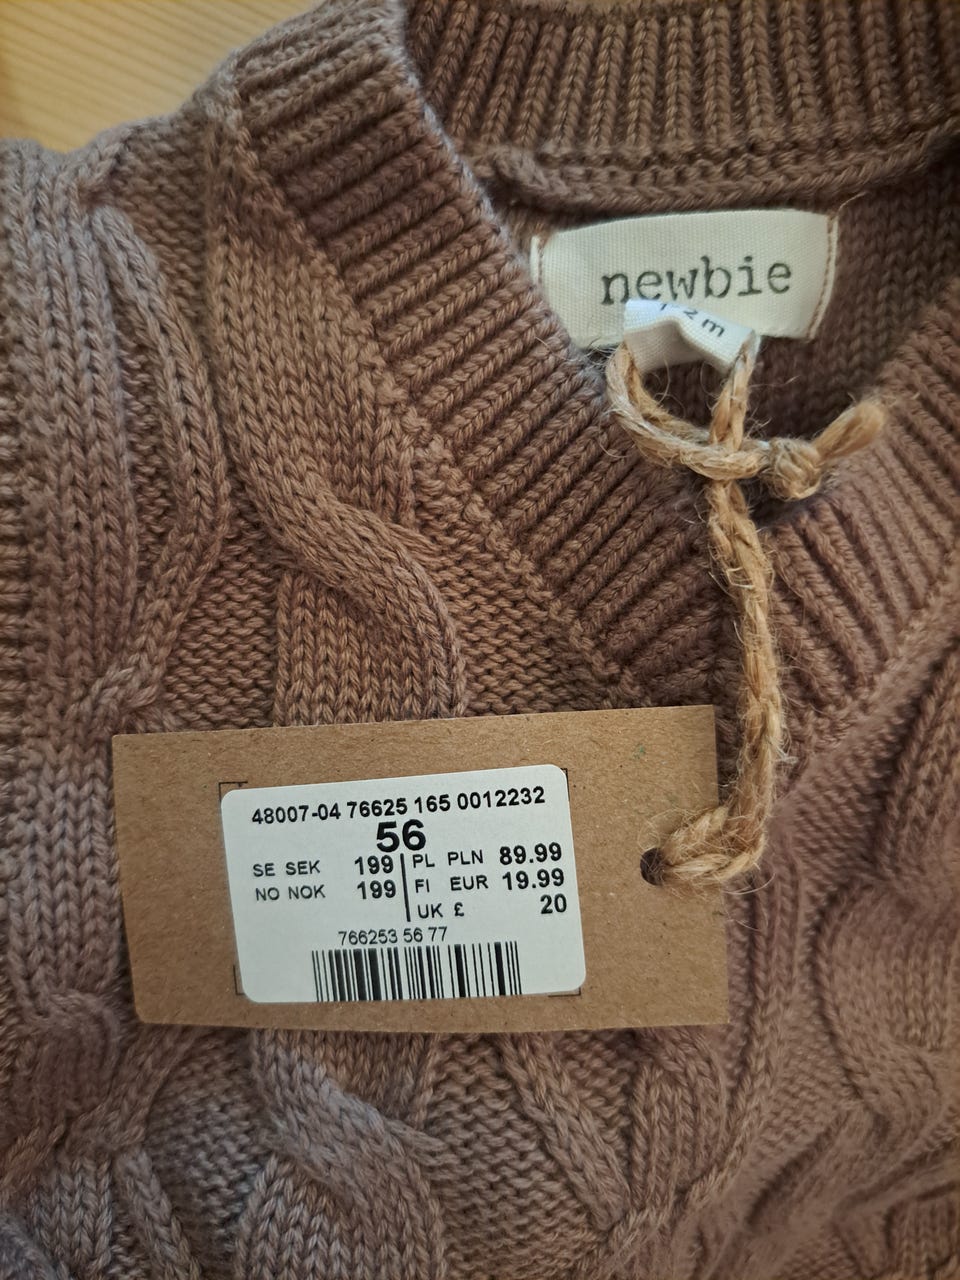 newbie
2m
48007-04 76625 165 0012232
56
SE SEK 199 PL PLN 89.99
NO NOK 199 FI EUR 19.99
UK £ 20
766253 56 77